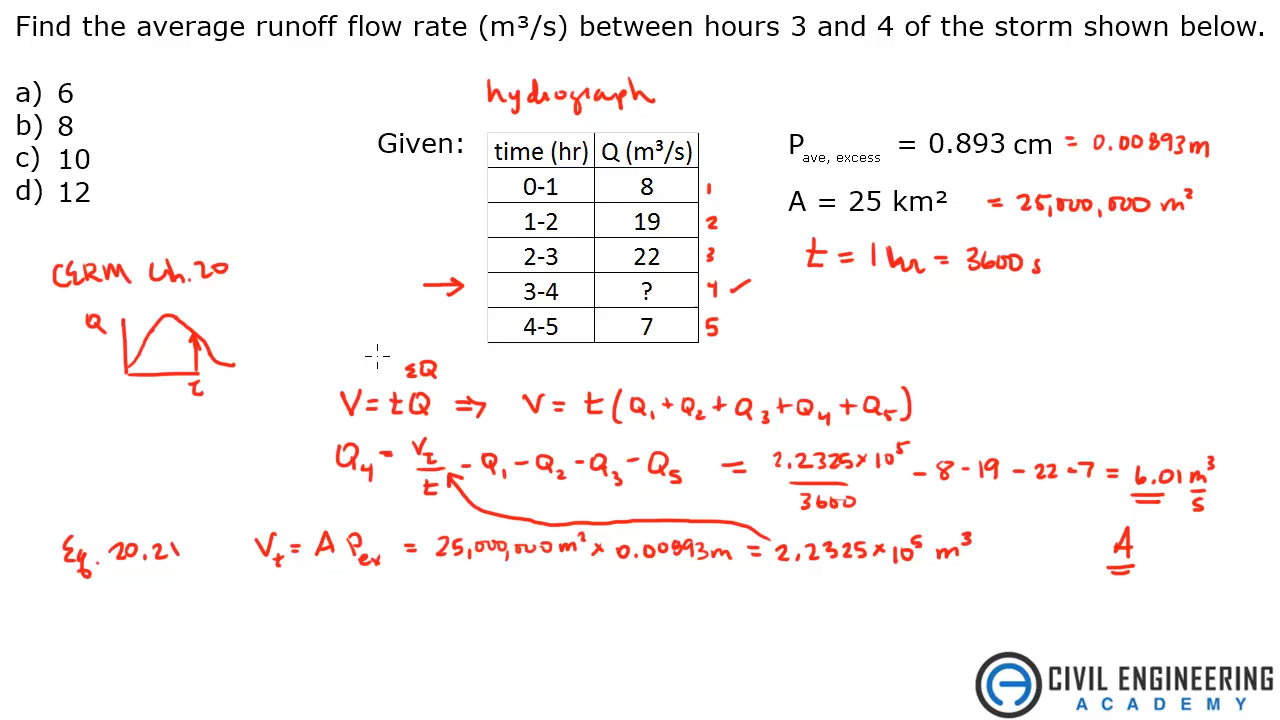 Find the average runoff flow rate (m³/s) between hours 3 and 4 of the storm shown below.
a) 6
b) 8
c) 10
d) 12
hydrograph
Given:
time (hr) Q (m³/s)
0-1 8 1
1-2 19 2
2-3 22 3
3-4 ? 4 ✓
4-5 7 5
P ave, excess = 0.893 cm = 0.00893m
A = 25 km² = 25,000,000 m²
t = 1 hr = 3600 s
CERM Ch.20
Q
t
ΣQ
V = tQ ⇒ V = t(Q₁ + Q₂ + Q₃ + Q₄ + Q₅)
Q₄ = Vt/t - Q₁ - Q₂ - Q₃ - Q₅ = 2.2325×10⁵/3600 - 8 - 19 - 22 - 7 = 6.01 m³/s
Eq. 20.21 Vt = A Pex = 25,000,000 m² × 0.00893m = 2.2325×10⁵ m³
A
CIVIL ENGINEERING
ACADEMY